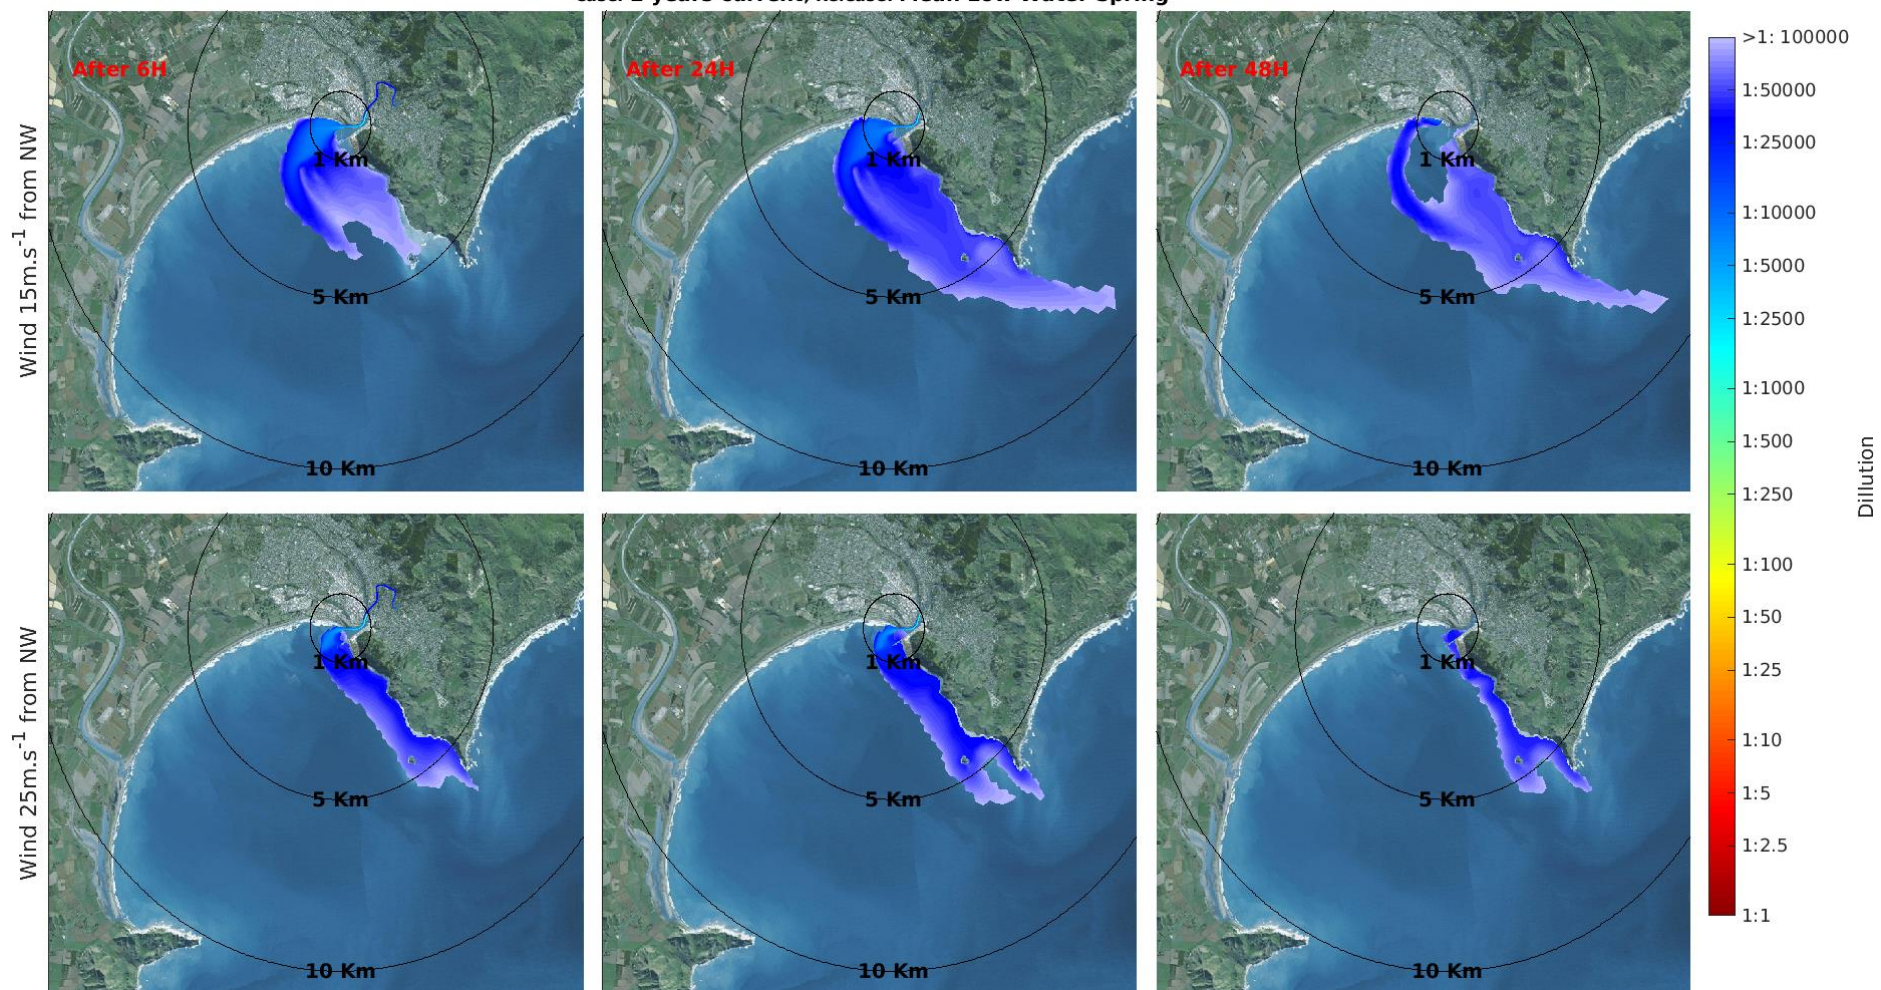 After 6H
After 24H
After 48H
Wind 15m.s⁻¹ from NW
1 Km
5 Km
10 Km
1 Km
5 Km
10 Km
1 Km
5 Km
10 Km
Wind 25m.s⁻¹ from NW
1 Km
5 Km
10 Km
1 Km
5 Km
10 Km
1 Km
5 Km
10 Km
>1: 100000
1:50000
1:25000
1:10000
1:5000
1:2500
1:1000
1:500
1:250
1:100
1:50
1:25
1:10
1:5
1:2.5
1:1
Dillution